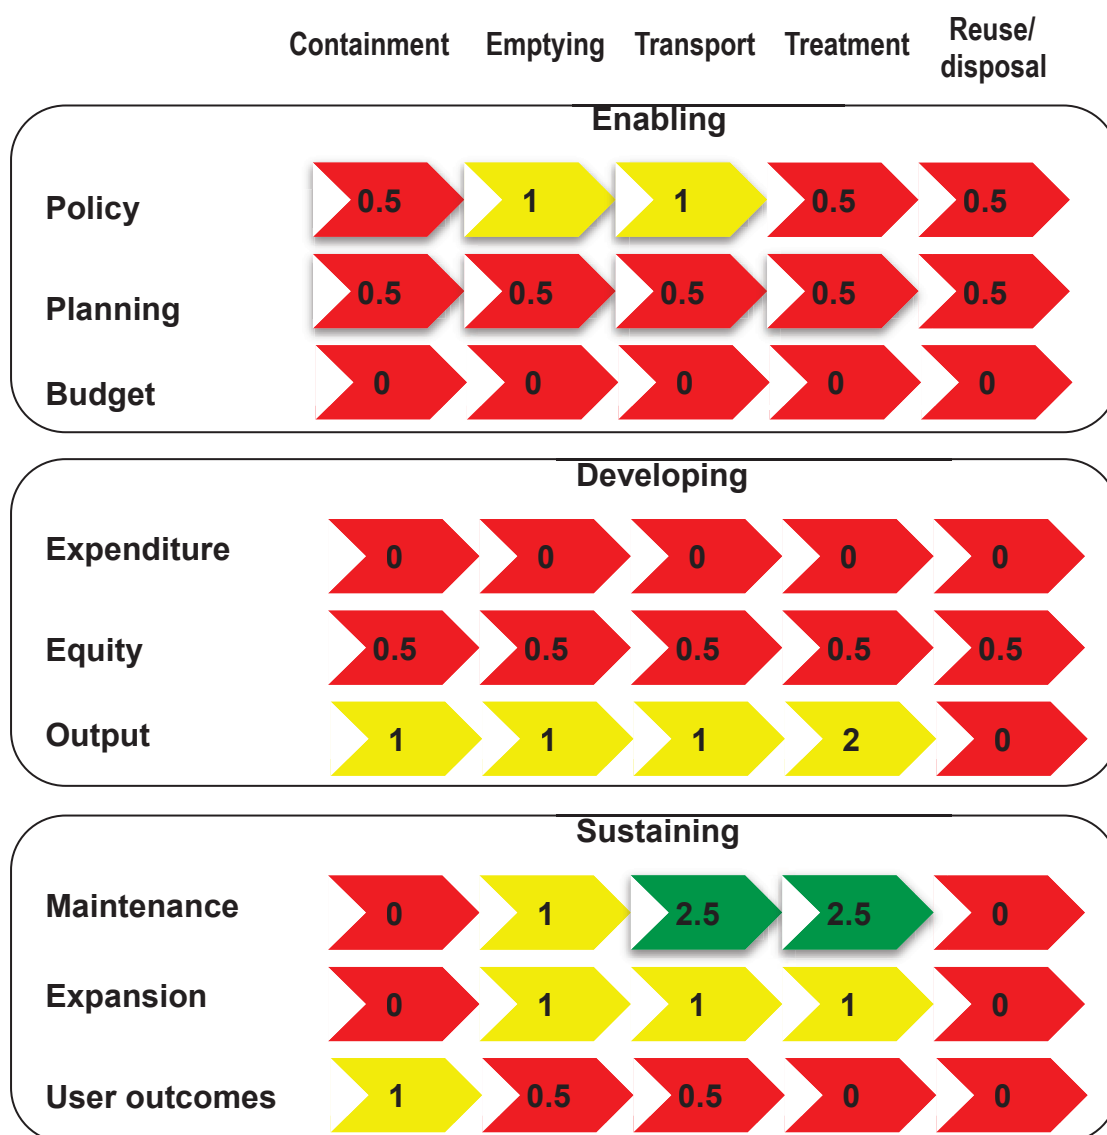 Containment Emptying Transport Treatment Reuse/
disposal
Enabling
Policy 0.5 1 1 0.5 0.5
Planning 0.5 0.5 0.5 0.5 0.5
Budget 0 0 0 0 0
Developing
Expenditure 0 0 0 0 0
Equity 0.5 0.5 0.5 0.5 0.5
Output 1 1 1 2 0
Sustaining
Maintenance 0 1 2.5 2.5 0
Expansion 0 1 1 1 0
User outcomes 1 0.5 0.5 0 0